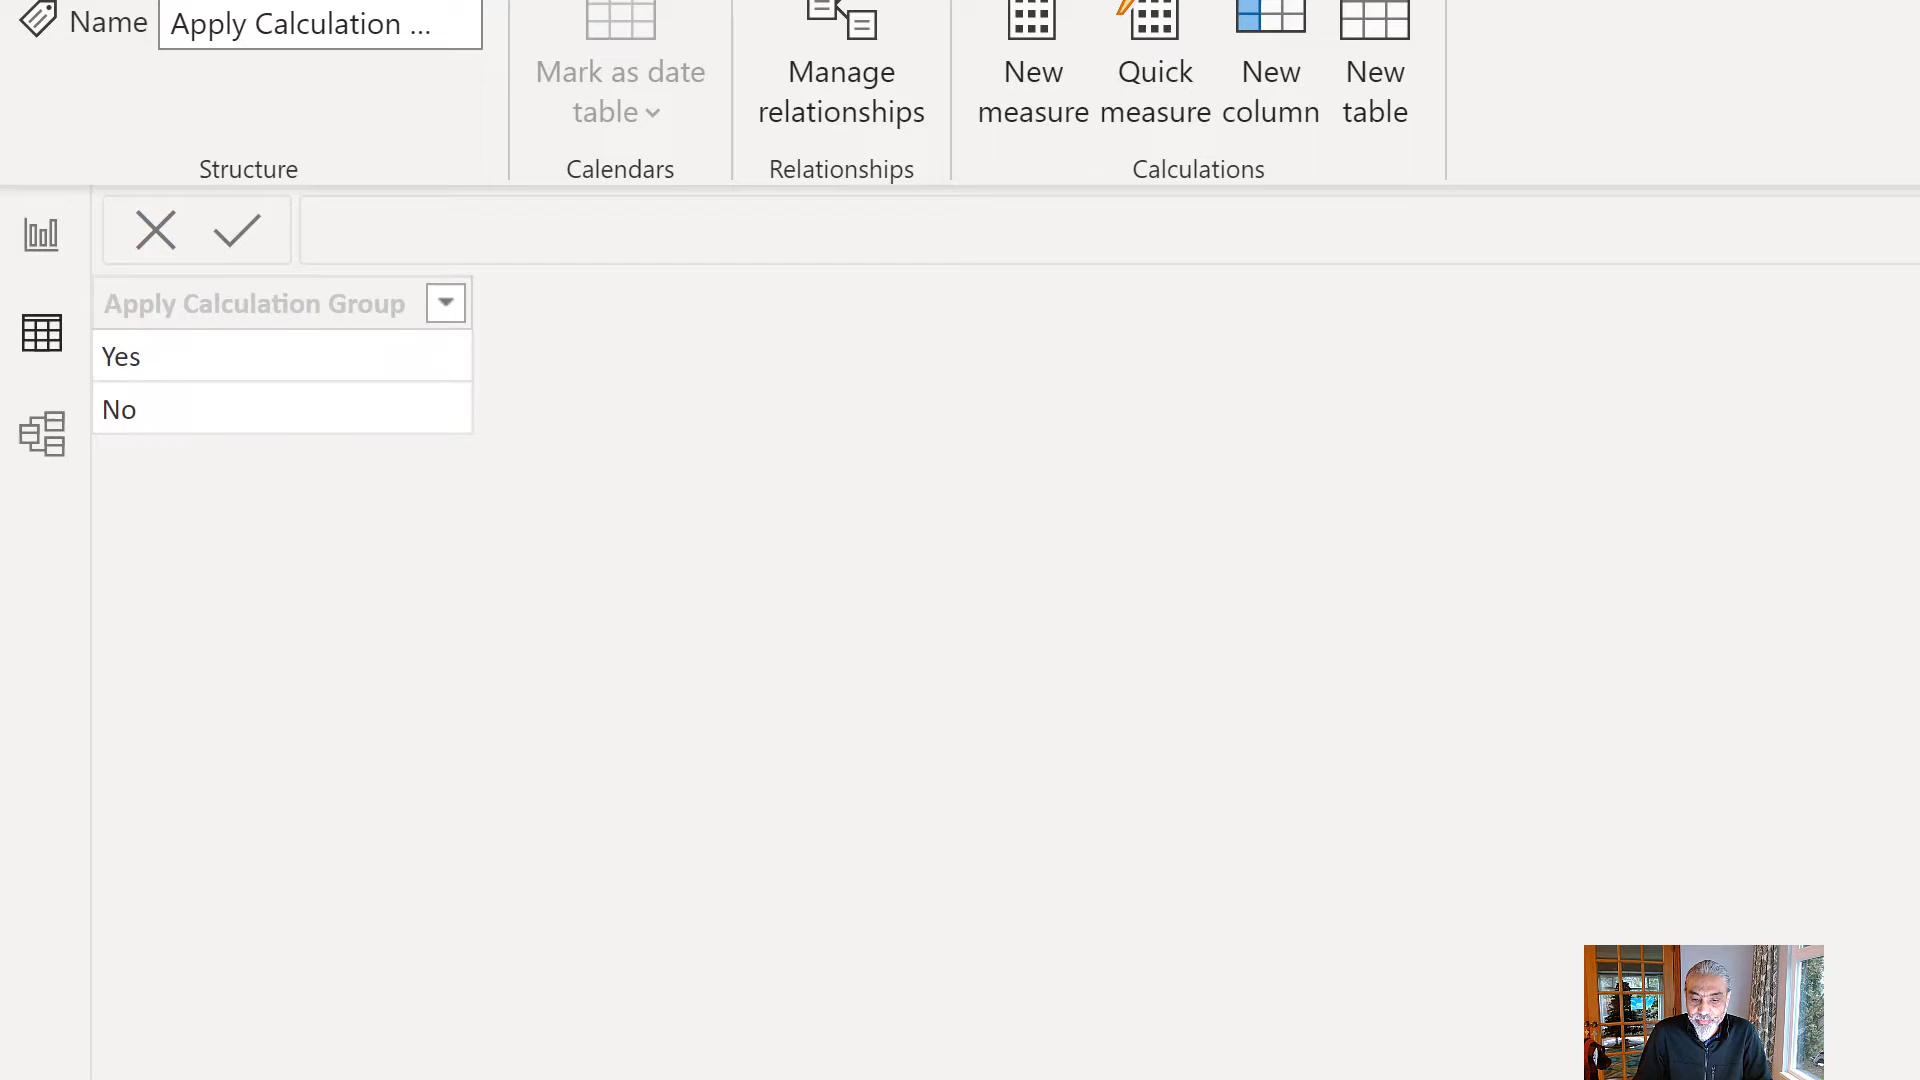 Name
Apply Calculation ...
Mark as date
table
Manage
relationships
New
measure
Quick
measure
New
column
New
table
Structure
Calendars
Relationships
Calculations
Apply Calculation Group
Yes
No